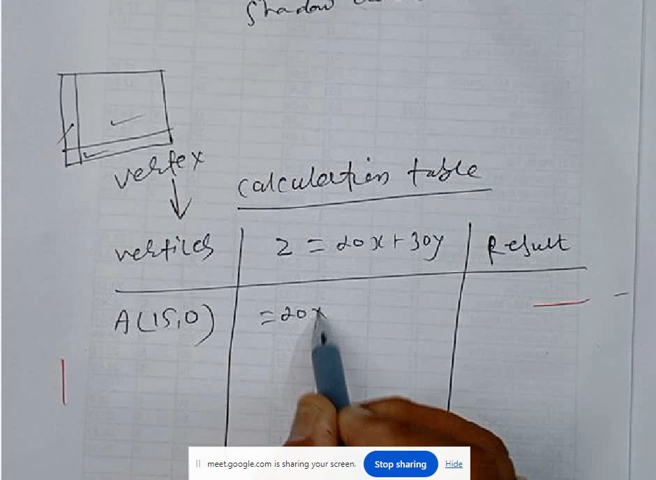 shadow
vertex
calculation table
vertices Z = 20x + 30y Result
A(15,0) = 20x
meet.google.com is sharing your screen. Stop sharing Hide